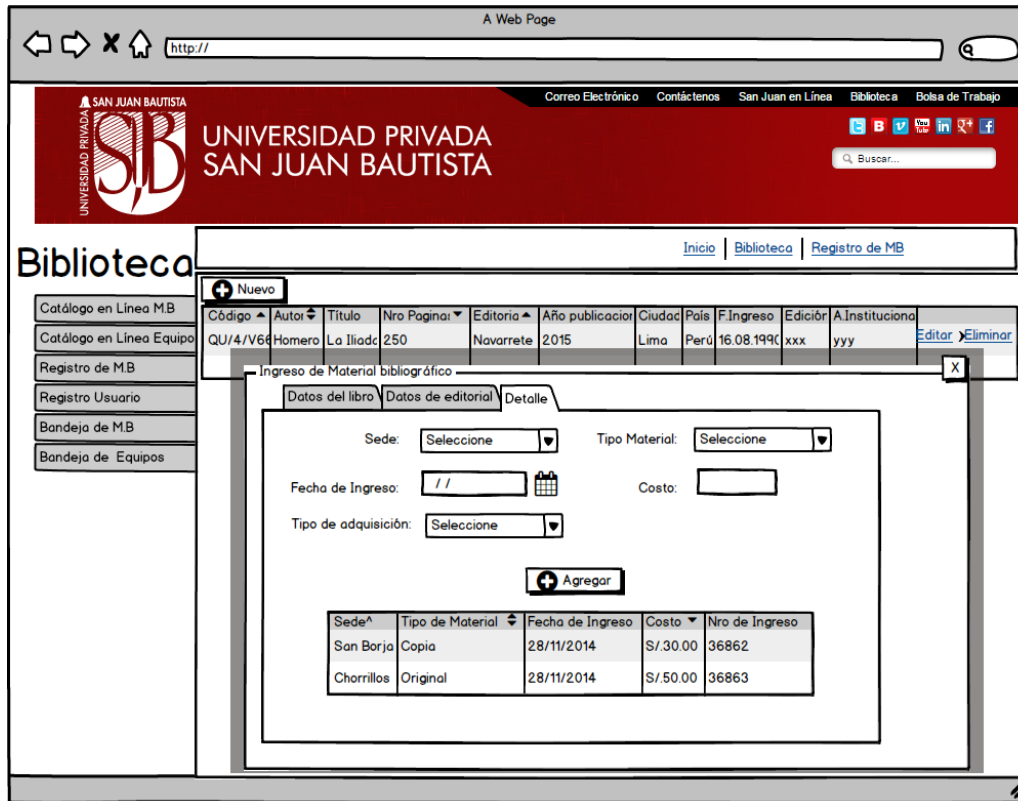 A Web Page
http://
Correo Electrónico Contáctenos San Juan en Línea Biblioteca Bolsa de Trabajo
SAN JUAN BAUTISTA
UNIVERSIDAD PRIVADA
SJB
UNIVERSIDAD PRIVADA
SAN JUAN BAUTISTA
You Tube
Buscar...
Biblioteca
Inicio Biblioteca Registro de MB
Nuevo
Catálogo en Línea M.B
Catálogo en Línea Equipo
Registro de M.B
Registro Usuario
Bandeja de M.B
Bandeja de Equipos
Código Autor Título Nro Paginas Editoria Año publicacion Ciudad País F.Ingreso Edición A.Instituciona
QU/4/V66 Homero La Iliada 250 Navarrete 2015 Lima Perú 16.08.1990 xxx yyy Editar Eliminar
Ingreso de Material bibliográfico X
Datos del libro Datos de editorial Detalle
Sede: Seleccione Tipo Material: Seleccione
Fecha de Ingreso: / / Costo:
Tipo de adquisición: Seleccione
Agregar
Sede^ Tipo de Material Fecha de Ingreso Costo Nro de Ingreso
San Borja Copia 28/11/2014 S/.30.00 36862
Chorrillos Original 28/11/2014 S/.50.00 36863